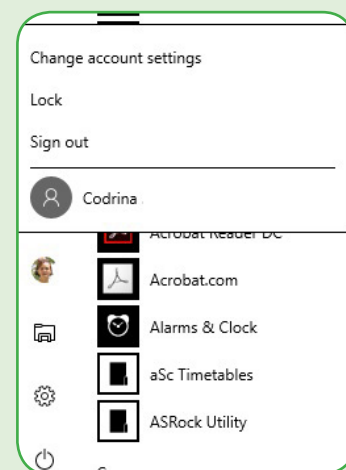 Change account settings
Lock
Sign out
Codrina
Acrobat Reader DC
Acrobat.com
Alarms & Clock
aSc Timetables
ASRock Utility